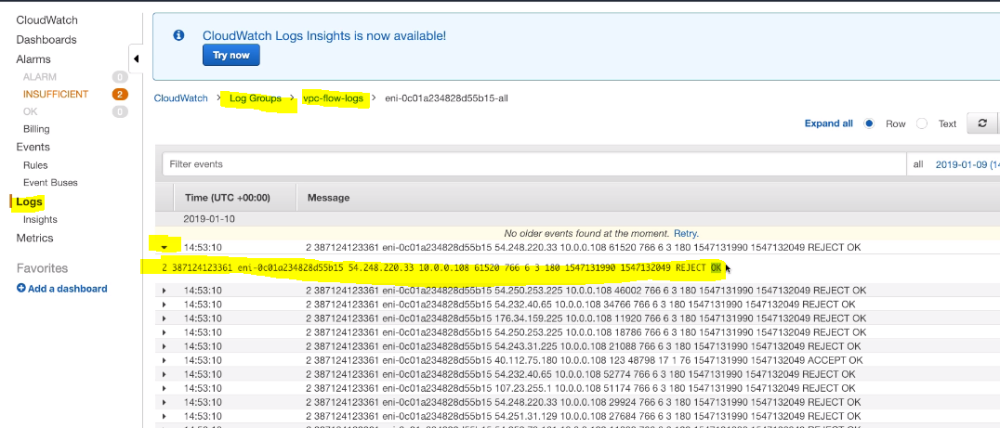 CloudWatch
Dashboards
Alarms
ALARM 0
INSUFFICIENT 2
OK 0
Billing
Events
Rules
Event Buses
Logs
Insights
Metrics
Favorites
Add a dashboard
CloudWatch Logs Insights is now available!
Try now
CloudWatch > Log Groups > vpc-flow-logs > eni-0c01a234828d55b15-all
Expand all Row Text
Filter events all 2019-01-09 (14
Time (UTC +00:00) Message
2019-01-10
No older events found at the moment. Retry.
14:53:10 2 387124123361 eni-0c01a234828d55b15 54.248.220.33 10.0.0.108 61520 766 6 3 180 1547131990 1547132049 REJECT OK
2 387124123361 eni-0c01a234828d55b15 54.248.220.33 10.0.0.108 61520 766 6 3 180 1547131990 1547132049 REJECT OK
14:53:10 2 387124123361 eni-0c01a234828d55b15 54.250.253.225 10.0.0.108 46002 766 6 3 180 1547131990 1547132049 REJECT OK
14:53:10 2 387124123361 eni-0c01a234828d55b15 54.232.40.65 10.0.0.108 34766 766 6 3 180 1547131990 1547132049 REJECT OK
14:53:10 2 387124123361 eni-0c01a234828d55b15 176.34.159.225 10.0.0.108 11920 766 6 3 180 1547131990 1547132049 REJECT OK
14:53:10 2 387124123361 eni-0c01a234828d55b15 54.250.253.225 10.0.0.108 18786 766 6 3 180 1547131990 1547132049 REJECT OK
14:53:10 2 387124123361 eni-0c01a234828d55b15 54.243.31.225 10.0.0.108 21088 766 6 3 180 1547131990 1547132049 REJECT OK
14:53:10 2 387124123361 eni-0c01a234828d55b15 40.112.75.180 10.0.0.108 123 48798 17 1 76 1547131990 1547132049 ACCEPT OK
14:53:10 2 387124123361 eni-0c01a234828d55b15 54.232.40.65 10.0.0.108 52774 766 6 3 180 1547131990 1547132049 REJECT OK
14:53:10 2 387124123361 eni-0c01a234828d55b15 107.23.255.1 10.0.0.108 51174 766 6 3 180 1547131990 1547132049 REJECT OK
14:53:10 2 387124123361 eni-0c01a234828d55b15 54.248.220.33 10.0.0.108 29924 766 6 3 180 1547131990 1547132049 REJECT OK
14:53:10 2 387124123361 eni-0c01a234828d55b15 54.251.31.129 10.0.0.108 27684 766 6 3 180 1547131990 1547132049 REJECT OK